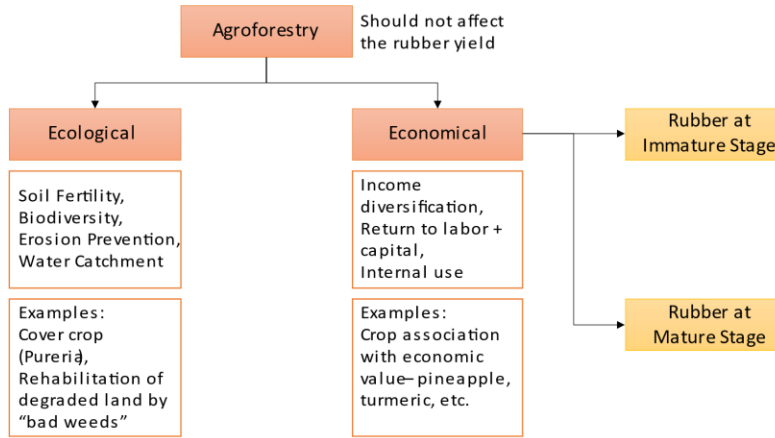 Agroforestry
Should not affect
the rubber yield
Ecological
Economical
Rubber at
Immature Stage
Soil Fertility,
Biodiversity,
Erosion Prevention,
Water Catchment
Income
diversification,
Return to labor +
capital,
Internal use
Examples:
Cover crop
(Pureria),
Rehabilitation of
degraded land by
“bad weeds”
Examples:
Crop association
with economic
value–pineapple,
turmeric, etc.
Rubber at
Mature Stage